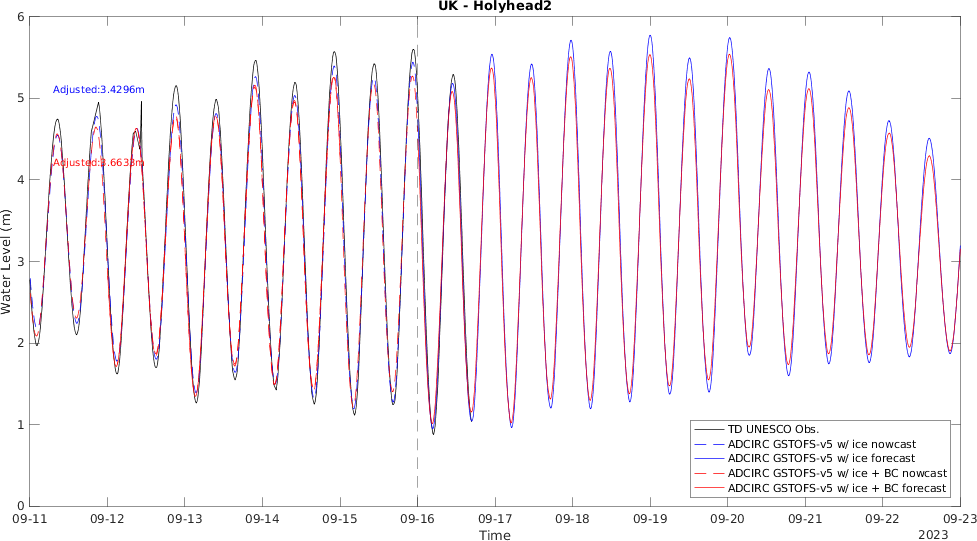 UK - Holyhead2
6
5
4
3
2
1
0
Water Level (m)
Adjusted:3.4296m
Adjusted:3.6633m
TD UNESCO Obs.
ADCIRC GSTOFS-v5 w/ ice nowcast
ADCIRC GSTOFS-v5 w/ ice forecast
ADCIRC GSTOFS-v5 w/ ice + BC nowcast
ADCIRC GSTOFS-v5 w/ ice + BC forecast
09-11 09-12 09-13 09-14 09-15 09-16 09-17 09-18 09-19 09-20 09-21 09-22 09-23
Time
2023